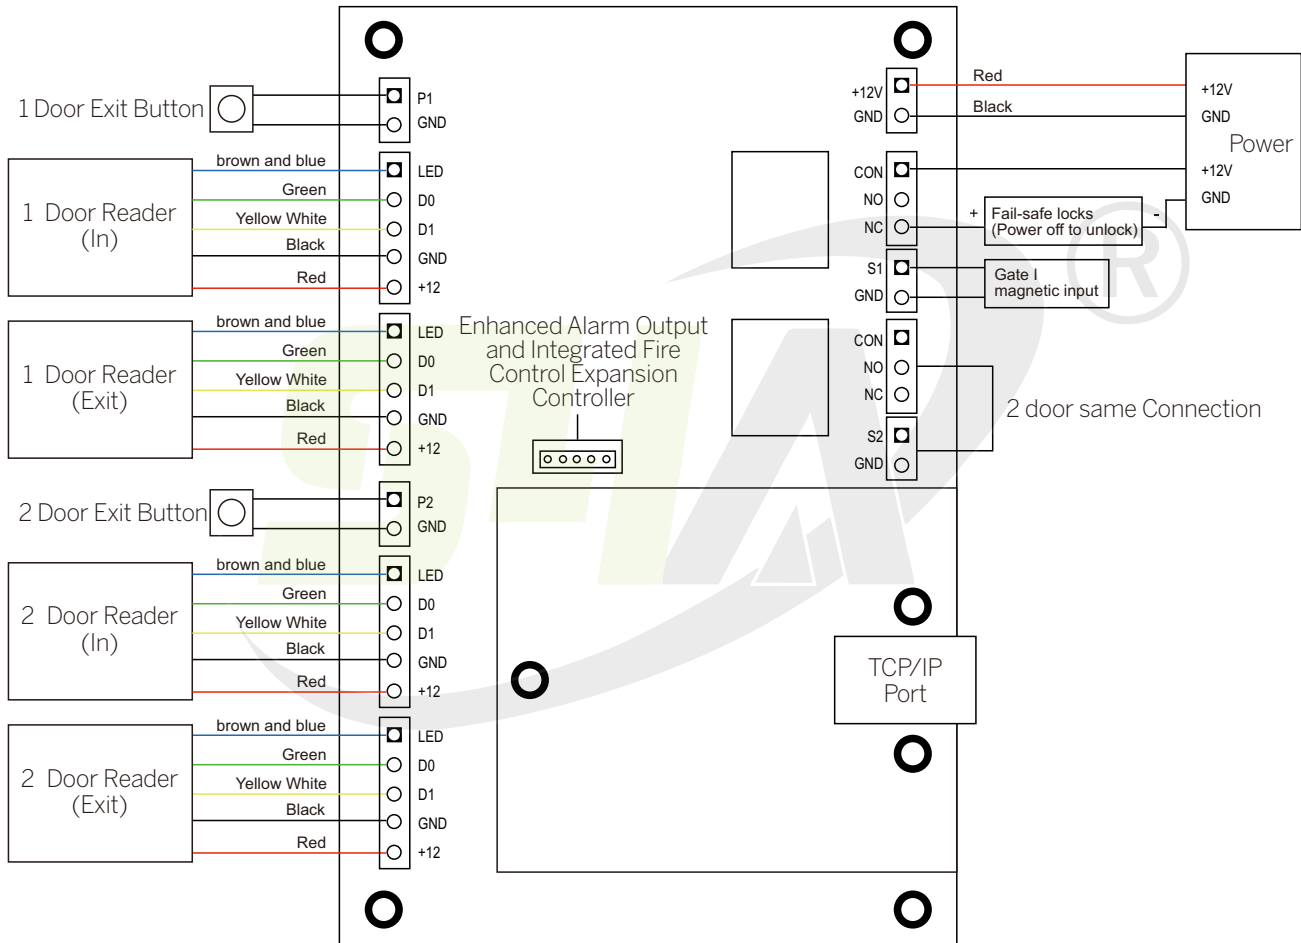 1 Door Exit Button
P1
GND
brown and blue
LED
Green
D0
Yellow White
D1
Black
GND
Red
+12
1 Door Reader
(In)
brown and blue
LED
Green
D0
Yellow White
D1
Black
GND
Red
+12
1 Door Reader
(Exit)
2 Door Exit Button
P2
GND
brown and blue
LED
Green
D0
Yellow White
D1
Black
GND
Red
+12
2 Door Reader
(In)
brown and blue
LED
Green
D0
Yellow White
D1
Black
GND
Red
+12
2 Door Reader
(Exit)
Enhanced Alarm Output
and Integrated Fire
Control Expansion
Controller
+12V
GND
Red
Black
+12V
GND
Power
+12V
GND
CON
NO
NC
+
Fail-safe locks
(Power off to unlock)
-
S1
GND
Gate I
magnetic input
CON
NO
NC
S2
GND
2 door same Connection
TCP/IP
Port
STA
®